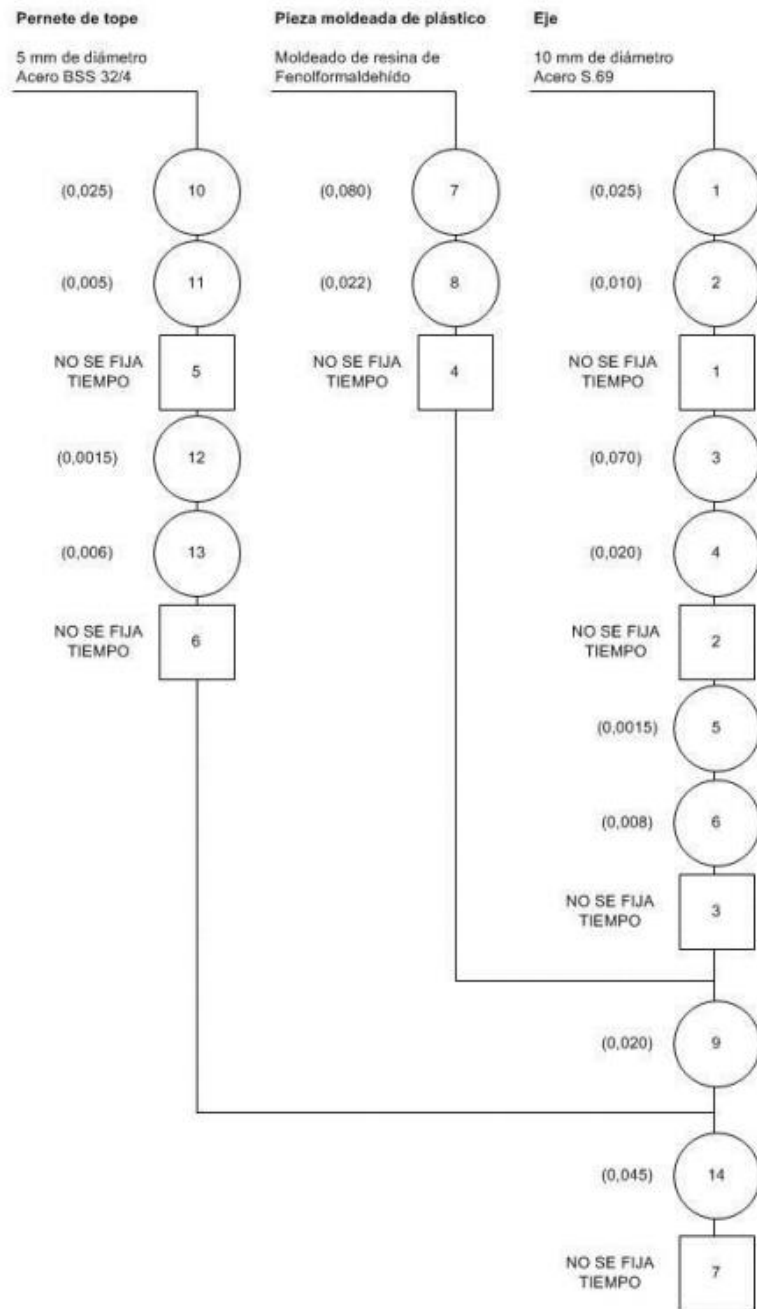 Pernete de tope
5 mm de diámetro
Acero BSS 32/4
Pieza moldeada de plástico
Moldeado de resina de
Fenolformaldehído
Eje
10 mm de diámetro
Acero S.69
(0,025) 10 (0,080) 7 (0,025) 1
(0,005) 11 (0,022) 8 (0,010) 2
NO SE FIJA
TIEMPO
5
NO SE FIJA
TIEMPO
4
NO SE FIJA
TIEMPO
1
(0,0015) 12 (0,070) 3
(0,006) 13 (0,020) 4
NO SE FIJA
TIEMPO
6
NO SE FIJA
TIEMPO
2
(0,0015) 5
(0,008) 6
NO SE FIJA
TIEMPO
3
(0,020) 9
(0,045) 14
NO SE FIJA
TIEMPO
7